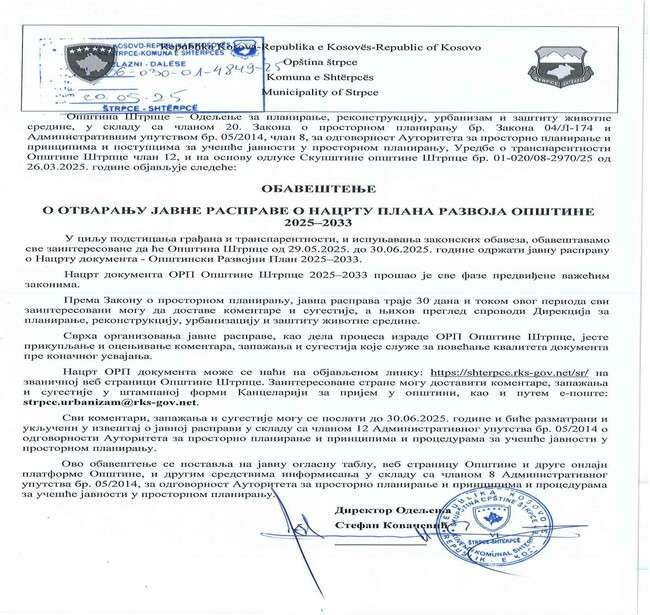 KOSOVO-REPUBLI
STRPCE-KOMUNA E SHTERPCE
Republika Kosova-Republika e Kosovës-Republic of Kosovo
LAZNI - DALESE
Opština štrpce
-030-01-4849-25
Komuna e Shtërpcës
20.05.25
Municipality of Strpce
ŠTRPCE - SHTËRPCË
Општина Штрпце – Одељење за планирање, реконструкцију, урбанизам и заштиту животне
средине, у складу са чланом 20. Закона о просторном планирању бр. Закона 04/Л-174 и
Административним упутством бр. 05/2014, члан 8, за одговорност Ауторитета за просторно планирање и
принципима и поступцима за учешће јавности у просторном планирању, Уредбе о транспарентности
Општине Штрпце члан 12, и на основу одлуке Скупштине општине Штрпце бр. 01-020/08-2970/25 од
26.03.2025. године објављује следеће:
ОБАВЕШТЕЊЕ
О ОТВАРАЊУ ЈАВНЕ РАСПРАВЕ О НАЦРТУ ПЛАНА РАЗВОЈА ОПШТИНЕ
2025–2033
У циљу подстицања грађана и транспарентности, и испуњавања законских обавеза, обавештавамо
све заинтересоване да ће Општина Штрпце од 29.05.2025. до 30.06.2025. године одржати јавну расправу
о Нацрту документа - Општински Развојни План 2025–2033.
Нацрт документа ОРП Општине Штрпце 2025–2033 прошао је све фазе предвиђене важећим
законима.
Према Закону о просторном планирању, јавна расправа траје 30 дана и током овог периода сви
заинтересовани могу да доставе коментаре и сугестије, а њихов преглед спроводи Дирекција за
планирање, реконструкцију, урбанизацију и заштиту животне средине.
Сврха организовања јавне расправе, као дела процеса израде ОРП Општине Штрпце, јесте
прикупљање и оцењивање коментара, запажања и сугестија које служе за повећање квалитета документа
пре коначног усвајања.
Нацрт ОРП документа може се наћи на објављеном линку: https://shterpce.rks-gov.net/sr/ на
званичној веб страници Општине Штрпце. Заинтересоване стране могу доставити коментаре, запажања
и сугестије у штампаној форми Канцеларији за пријем у општини, као и путем е-поште:
strpce.urbanizam@rks-gov.net.
Сви коментари, запажања и сугестије могу се послати до 30.06.2025. године и биће разматрани и
укључени у извештај о јавној расправи у складу са чланом 12 Административног упутства бр. 05/2014 о
одговорности Ауторитета за просторно планирање и принципима и процедурама за учешће јавности у
просторном планирању.
Ово обавештење се поставља на јавну огласну таблу, веб страницу Општине и друге онлајн
платформе Општине, и другим средствима информисања у складу са чланом 8 Административног
упутства бр. 05/2014, за одговорност Ауторитета за просторно планирање и принципима и процедурама
за учешће јавности у просторном планирању.
Директор Одељења
Стефан Ковачевић
ŠTRPCE-SHTËRPCË